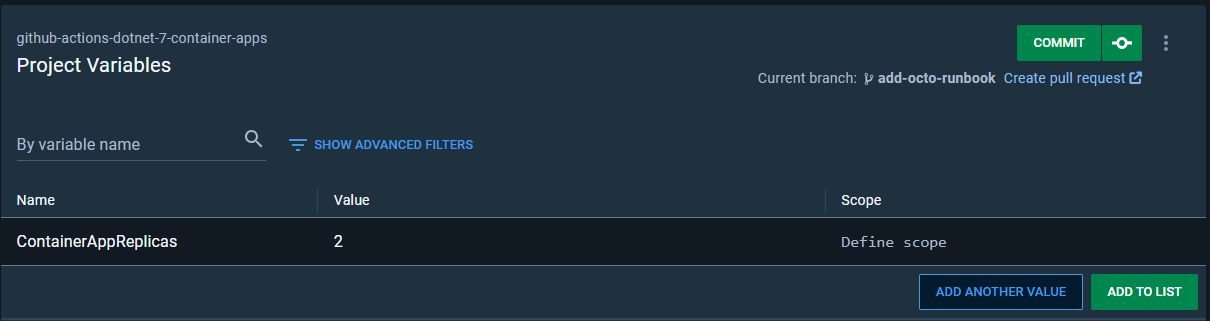 github-actions-dotnet-7-container-apps
Project Variables
COMMIT
Current branch: add-octo-runbook Create pull request
By variable name
SHOW ADVANCED FILTERS
Name Value Scope
ContainerAppReplicas 2 Define scope
ADD ANOTHER VALUE ADD TO LIST